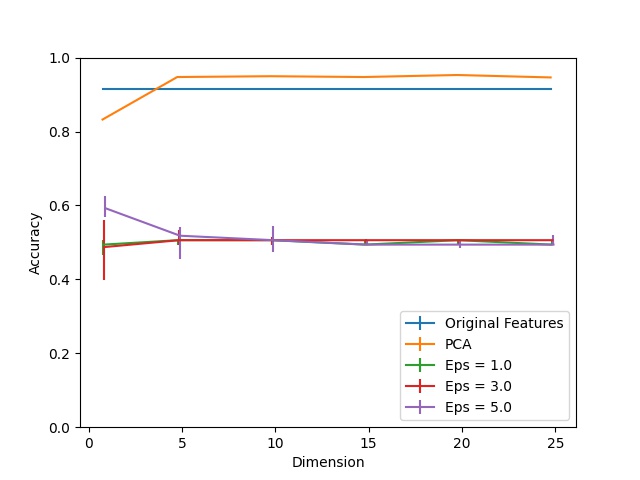 1.0
0.8
0.6
0.4
0.2
0.0
Accuracy
0
5
10
15
20
25
Dimension
Original Features
PCA
Eps = 1.0
Eps = 3.0
Eps = 5.0